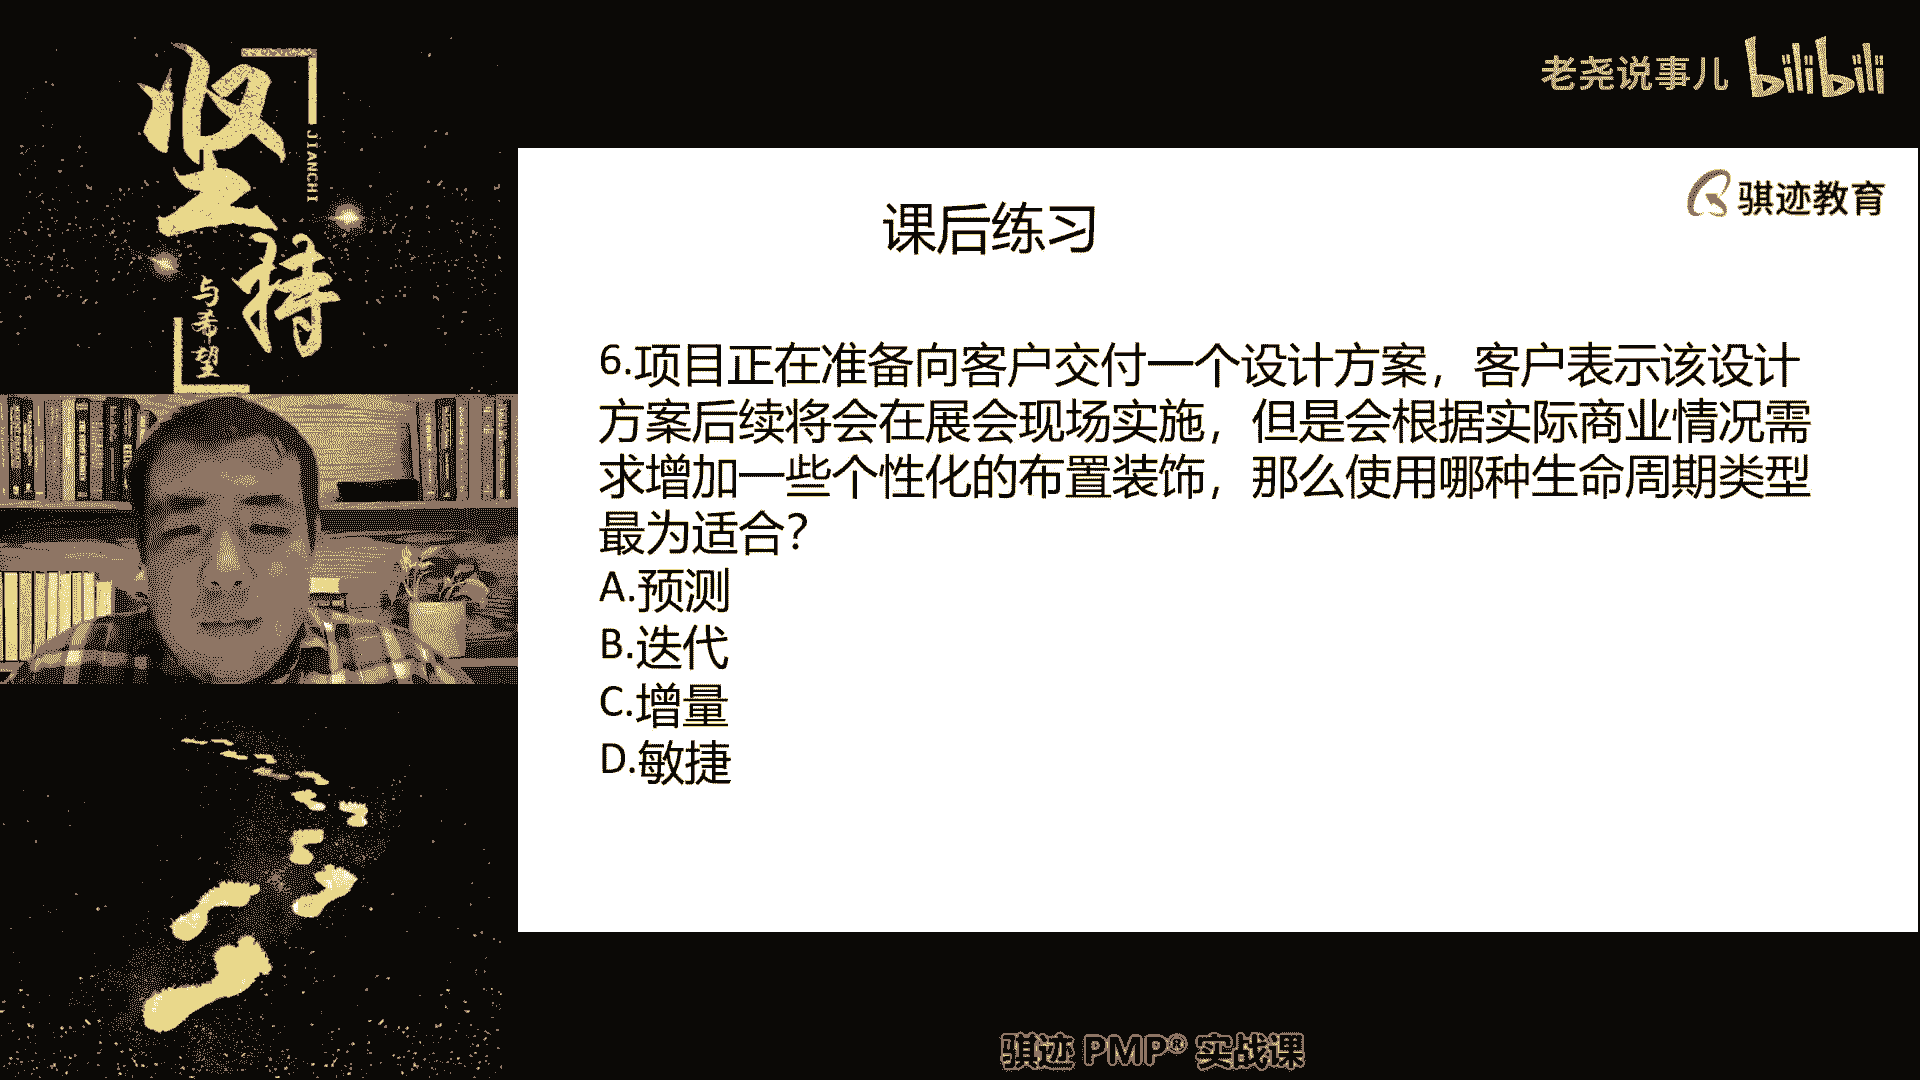 坚持
JIANCHI
与希望
老尧说事儿 bilibili
骐迹教育
课后练习
6.项目正在准备向客户交付一个设计方案，客户表示该设计
方案后续将会在展会现场实施，但是会根据实际商业情况需
求增加一些个性化的布置装饰，那么使用哪种生命周期类型
最为适合？
A.预测
B.迭代
C.增量
D.敏捷
骐迹 PMP® 实战课